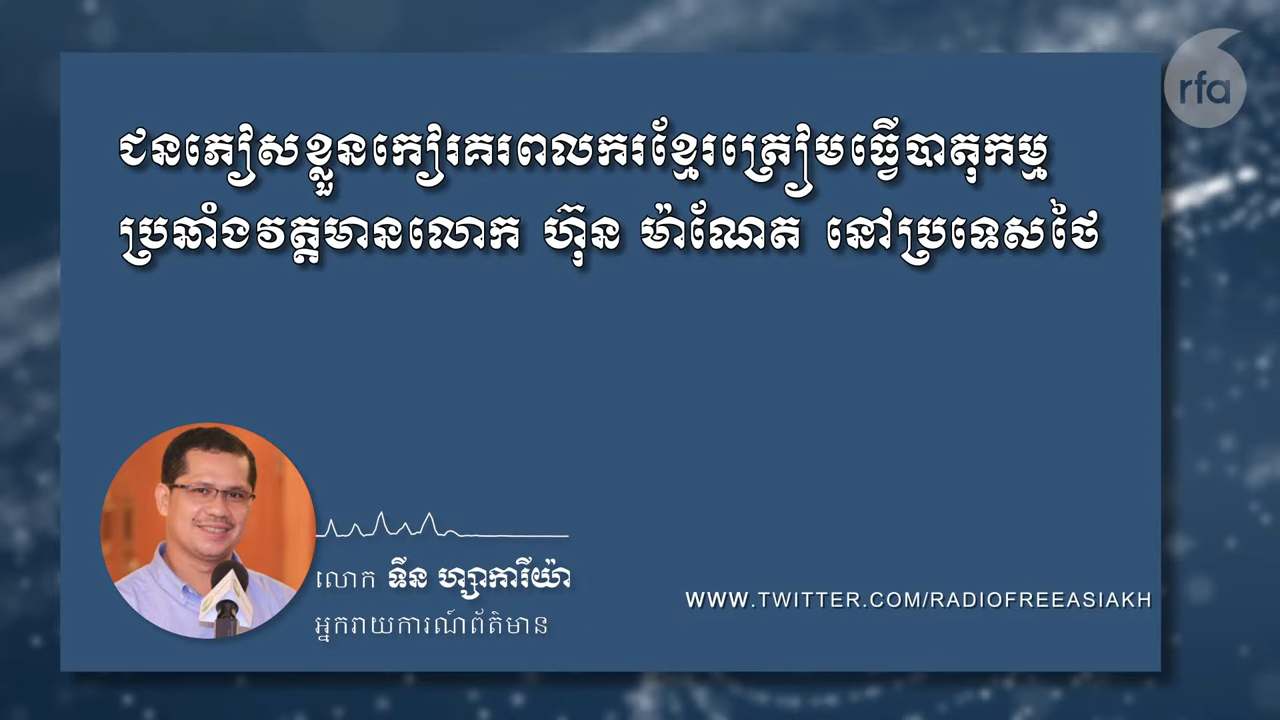 rfa
ជនភៀសខ្លួនកៀរគរពលករខ្មែរត្រៀមធ្វើបាតុកម្ម
ប្រឆាំងវត្តមានលោក ហ៊ុន ម៉ាណែត នៅប្រទេសថៃ
លោក ទីន ហ្សាការីយ៉ា
អ្នករាយការណ៍ព័ត៌មាន
WWW.TWITTER.COM/RADIOFREEASIAKH